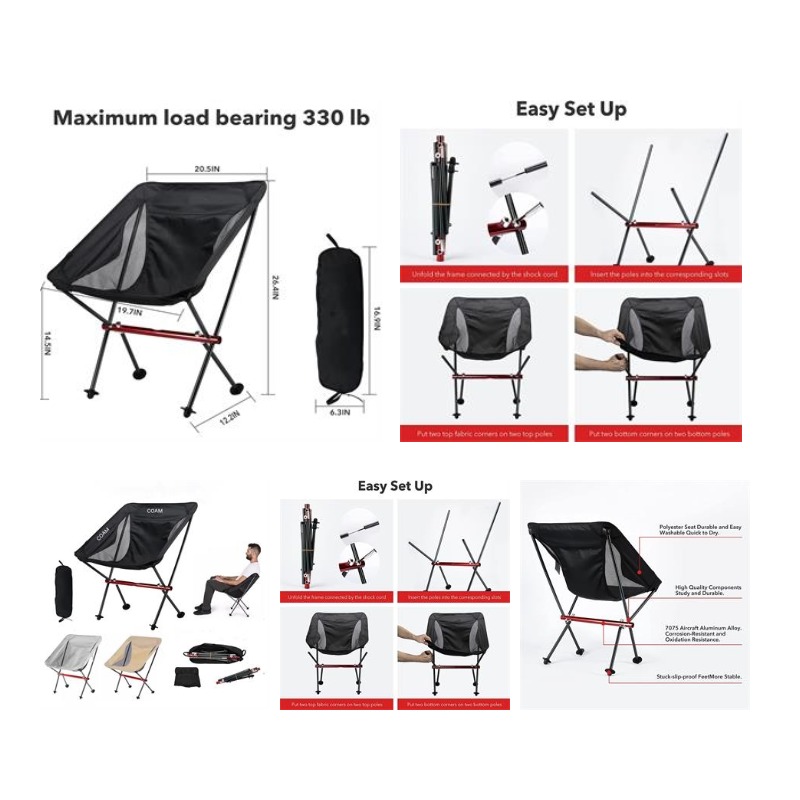 Maximum load bearing 330 lb
20.5IN
26.4IN
19.7IN
14.5IN
12.2IN
16.9IN
6.3IN
Easy Set Up
Unfold the frame connected by the shock cord
Insert the poles into the corresponding slots
Put two top fabric corners on two top poles
Put two bottom corners on two bottom poles
COAM
COAM
Easy Set Up
Unfold the frame connected by the shock cord
Insert the poles into the corresponding slots
Put two top fabric corners on two top poles
Put two bottom corners on two bottom poles
Polyester Seat Durable and Easy
Washable Quick to Dry.
High Quality Components
Study and Durable.
7075 Aircraft Aluminum Alloy.
Corrosion-Resistent and
Oxidation Resistance.
Stuck-slip-proof FeetMore Stable.